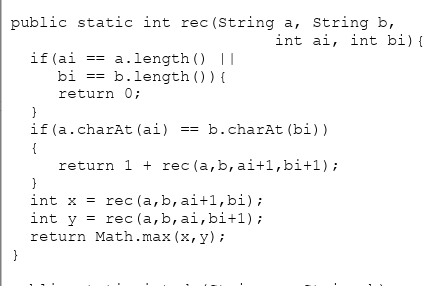 public static int rec(String a, String b,
int ai, int bi){
if(ai == a.length() ||
bi == b.length()){
return 0;
}
if(a.charAt(ai) == b.charAt(bi))
{
return 1 + rec(a,b,ai+1,bi+1);
}
int x = rec(a,b,ai+1,bi);
int y = rec(a,b,ai,bi+1);
return Math.max(x,y);
}